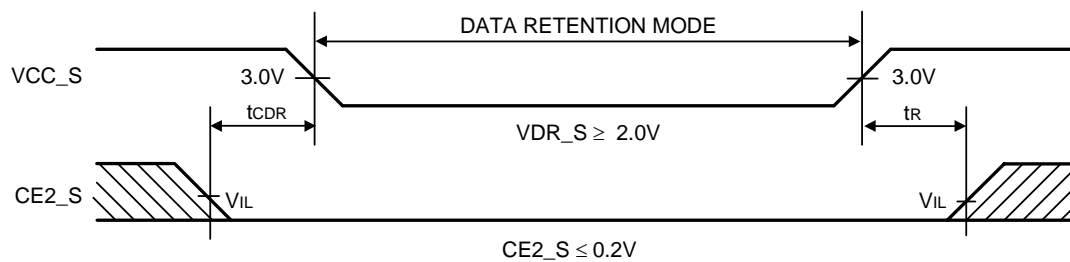 DATA RETENTION MODE
VCC_S
3.0V
3.0V
tCDR
tR
VDR_S ≥ 2.0V
CE2_S
VIL
VIL
CE2_S ≤ 0.2V